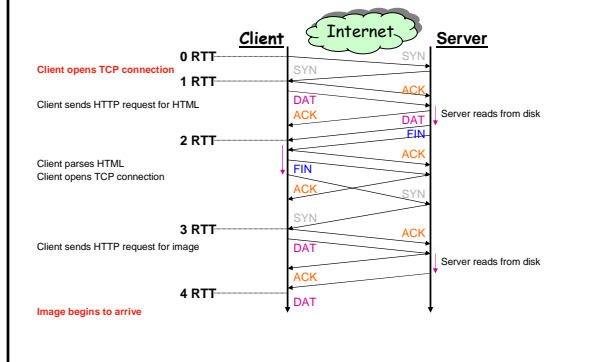 Client Internet Server
0 RTT SYN
Client opens TCP connection SYN
1 RTT ACK
Client sends HTTP request for HTML DAT
ACK Server reads from disk
DAT
FIN
2 RTT
ACK
Client parses HTML FIN
Client opens TCP connection
ACK SYN
SYN
3 RTT ACK
Client sends HTTP request for image DAT
Server reads from disk
ACK
4 RTT
DAT
Image begins to arrive